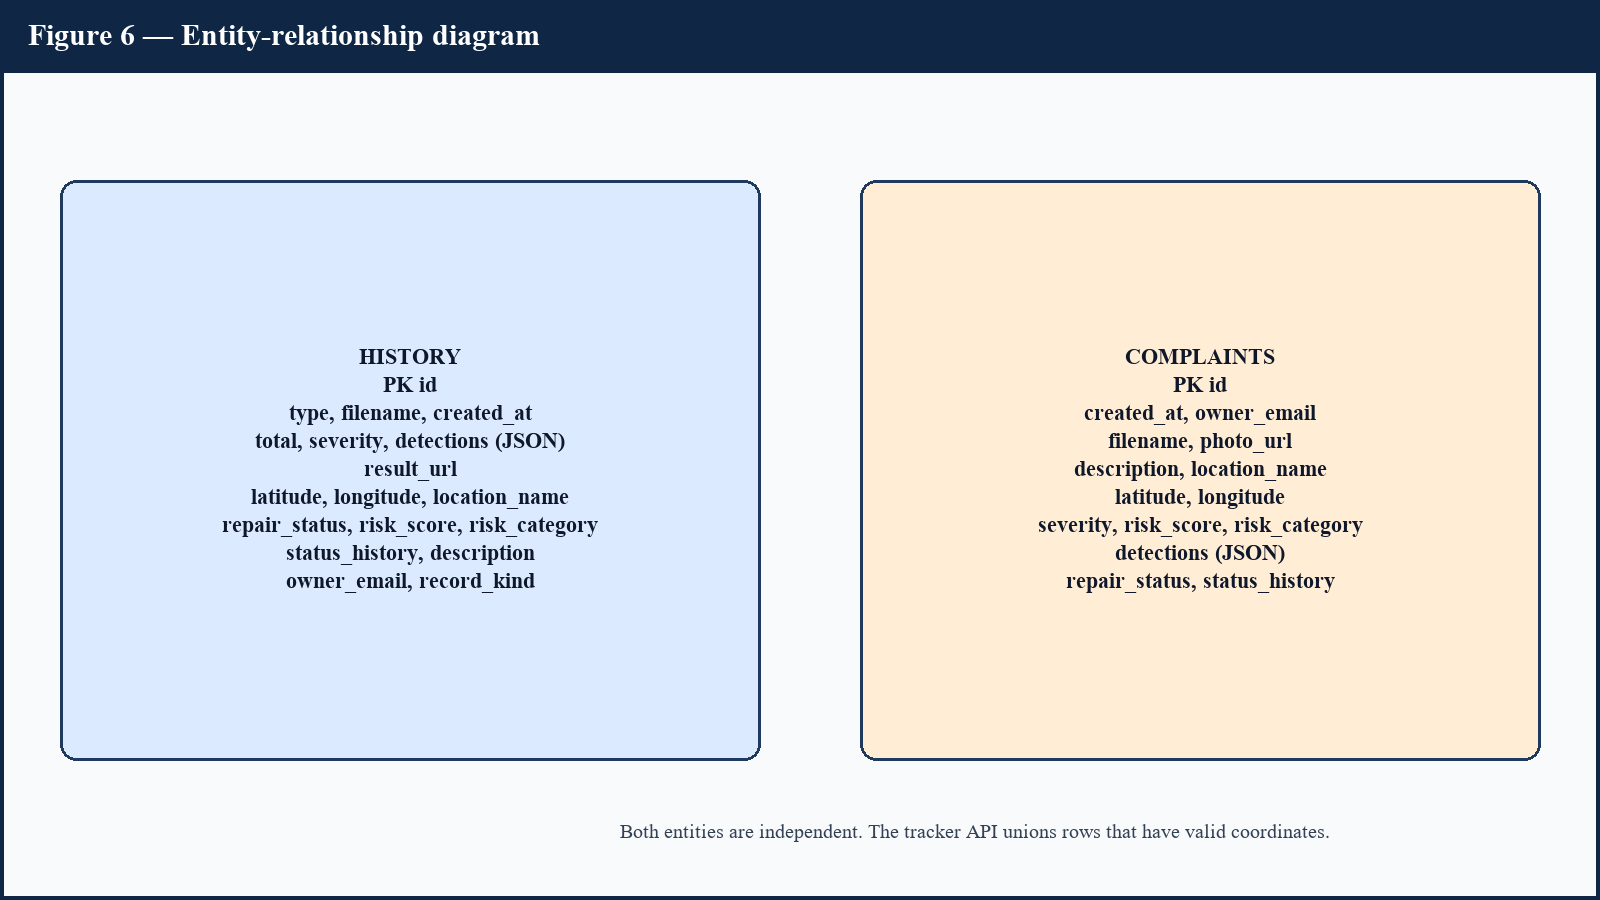 Figure 6 — Entity-relationship diagram
HISTORY
PK id
type, filename, created_at
total, severity, detections (JSON)
result_url
latitude, longitude, location_name
repair_status, risk_score, risk_category
status_history, description
owner_email, record_kind
COMPLAINTS
PK id
created_at, owner_email
filename, photo_url
description, location_name
latitude, longitude
severity, risk_score, risk_category
detections (JSON)
repair_status, status_history
Both entities are independent. The tracker API unions rows that have valid coordinates.